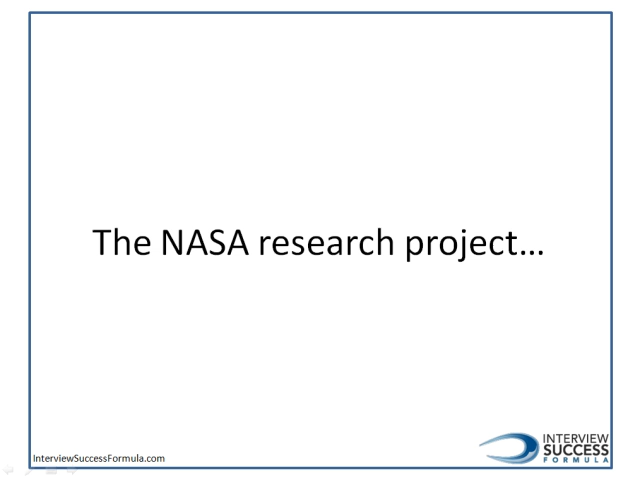 The NASA research project…
InterviewSuccessFormula.com
INTERVIEW
SUCCESS
FORMULA